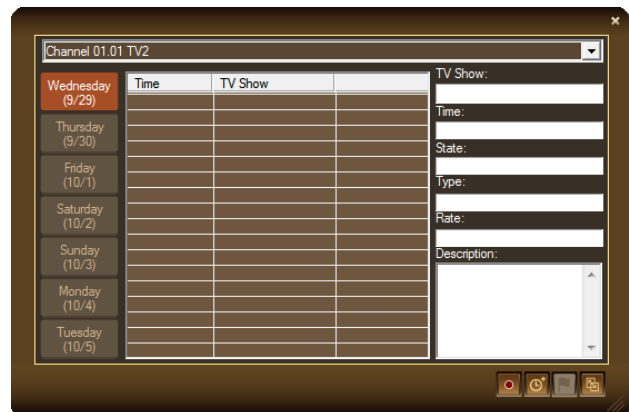 Channel 01.01 TV2
Wednesday
(9/29)
Thursday
(9/30)
Friday
(10/1)
Saturday
(10/2)
Sunday
(10/3)
Monday
(10/4)
Tuesday
(10/5)
Time TV Show
TV Show:
Time:
State:
Type:
Rate:
Description: